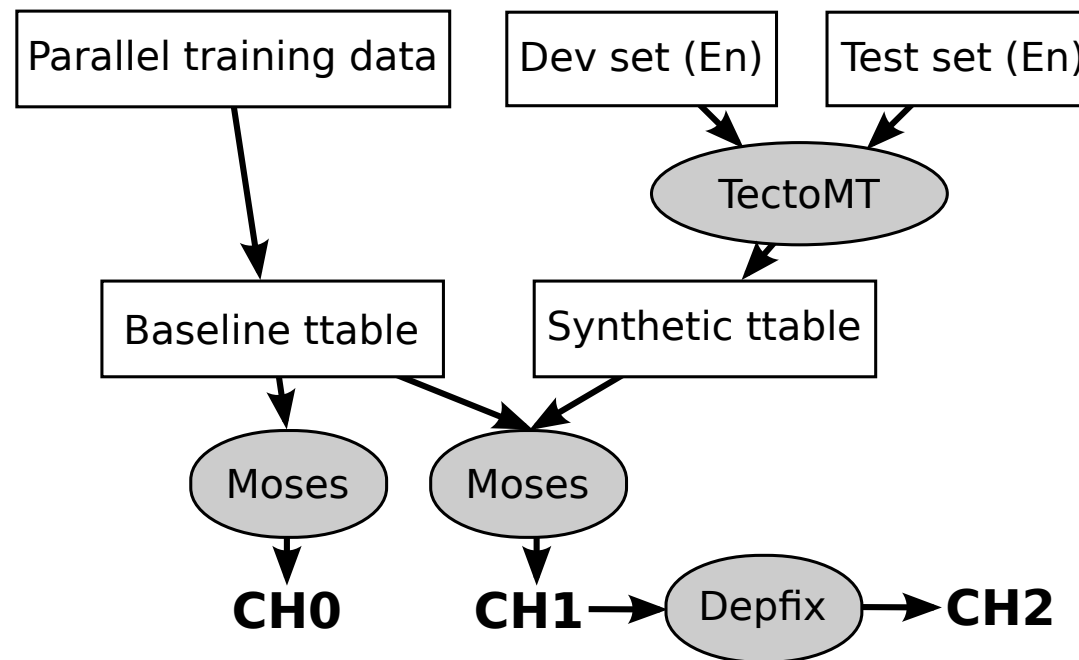 Parallel training data
Dev set (En)
Test set (En)
TectoMT
Baseline ttable
Synthetic ttable
Moses
Moses
CH0
CH1
Depfix
CH2